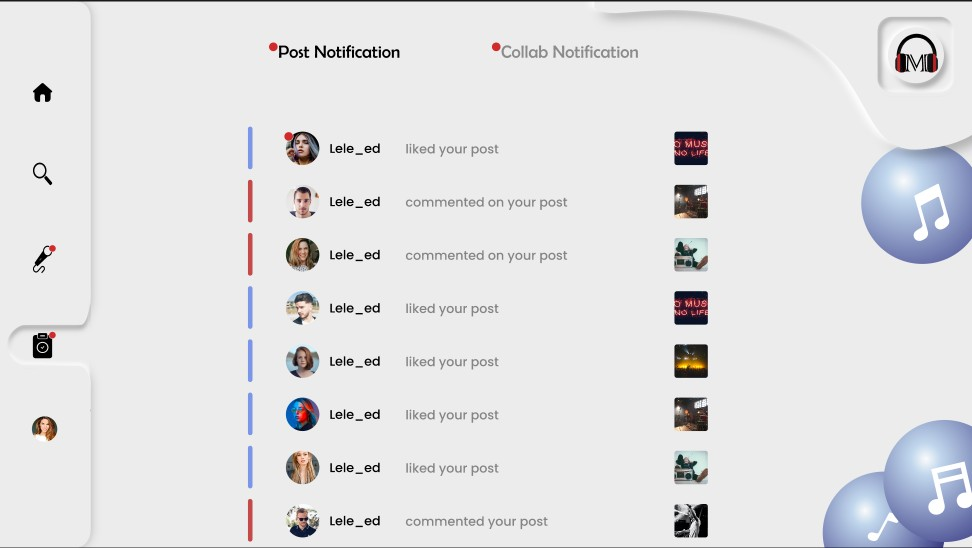 Post Notification
Collab Notification
M
Lele_ed liked your post
O MUS
NO LIFE
Lele_ed commented on your post
Lele_ed commented on your post
Lele_ed liked your post
O MUS
NO LIFE
Lele_ed liked your post
Lele_ed liked your post
Lele_ed liked your post
Lele_ed commented your post